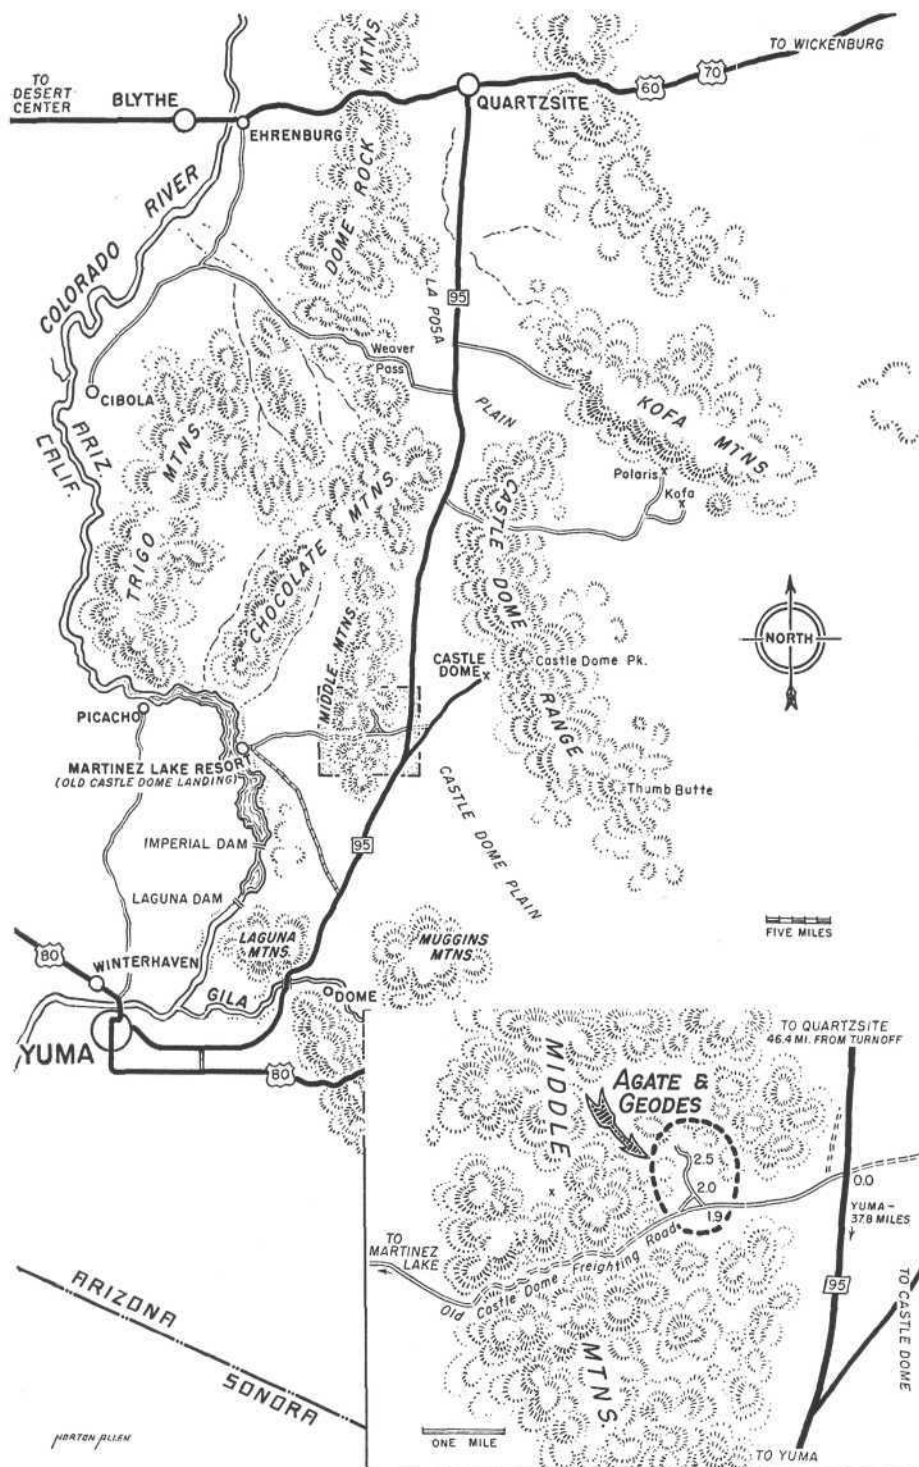 TO WICKENBURG
MTNS.
TO
DESERT
CENTER
BLYTHE
QUARTZSITE
60
70
EHRENBURG
COLORADO RIVER
DOME ROCK
LA POSA
95
Weaver
Pass
PLAIN
CIBOLA
ARIZ
CALIF.
KOFA MTNS
Polaris
Kofa
TRIGO MTNS
CHOCOLATE MTNS
CASTLE DOME RANGE
NORTH
MIDDLE MTNS
CASTLE
DOME
Castle Dome Pk.
PICACHO
MARTINEZ LAKE RESOR
(OLD CASTLE DOME LANDING)
Thumb Butte
CASTLE DOME PLAIN
IMPERIAL DAM
95
LAGUNA DAM
FIVE MILES
80
WINTERHAVEN
LAGUNA
MTNS.
MUGGINS
MTNS.
GILA
DOME
YUMA
80
TO QUARTZSITE
46.4 MI. FROM TURNOFF
MIDDLE MTNS.
AGATE &
GEODES
2.5
2.0
1.9
0.0
YUMA-
37.8 MILES
TO
MARTINEZ
LAKE
Old Castle Dome Freighting Road
95
TO CASTLE DOME
ARIZONA
SONORA
ONE MILE
TO YUMA
NORTON ALLEN